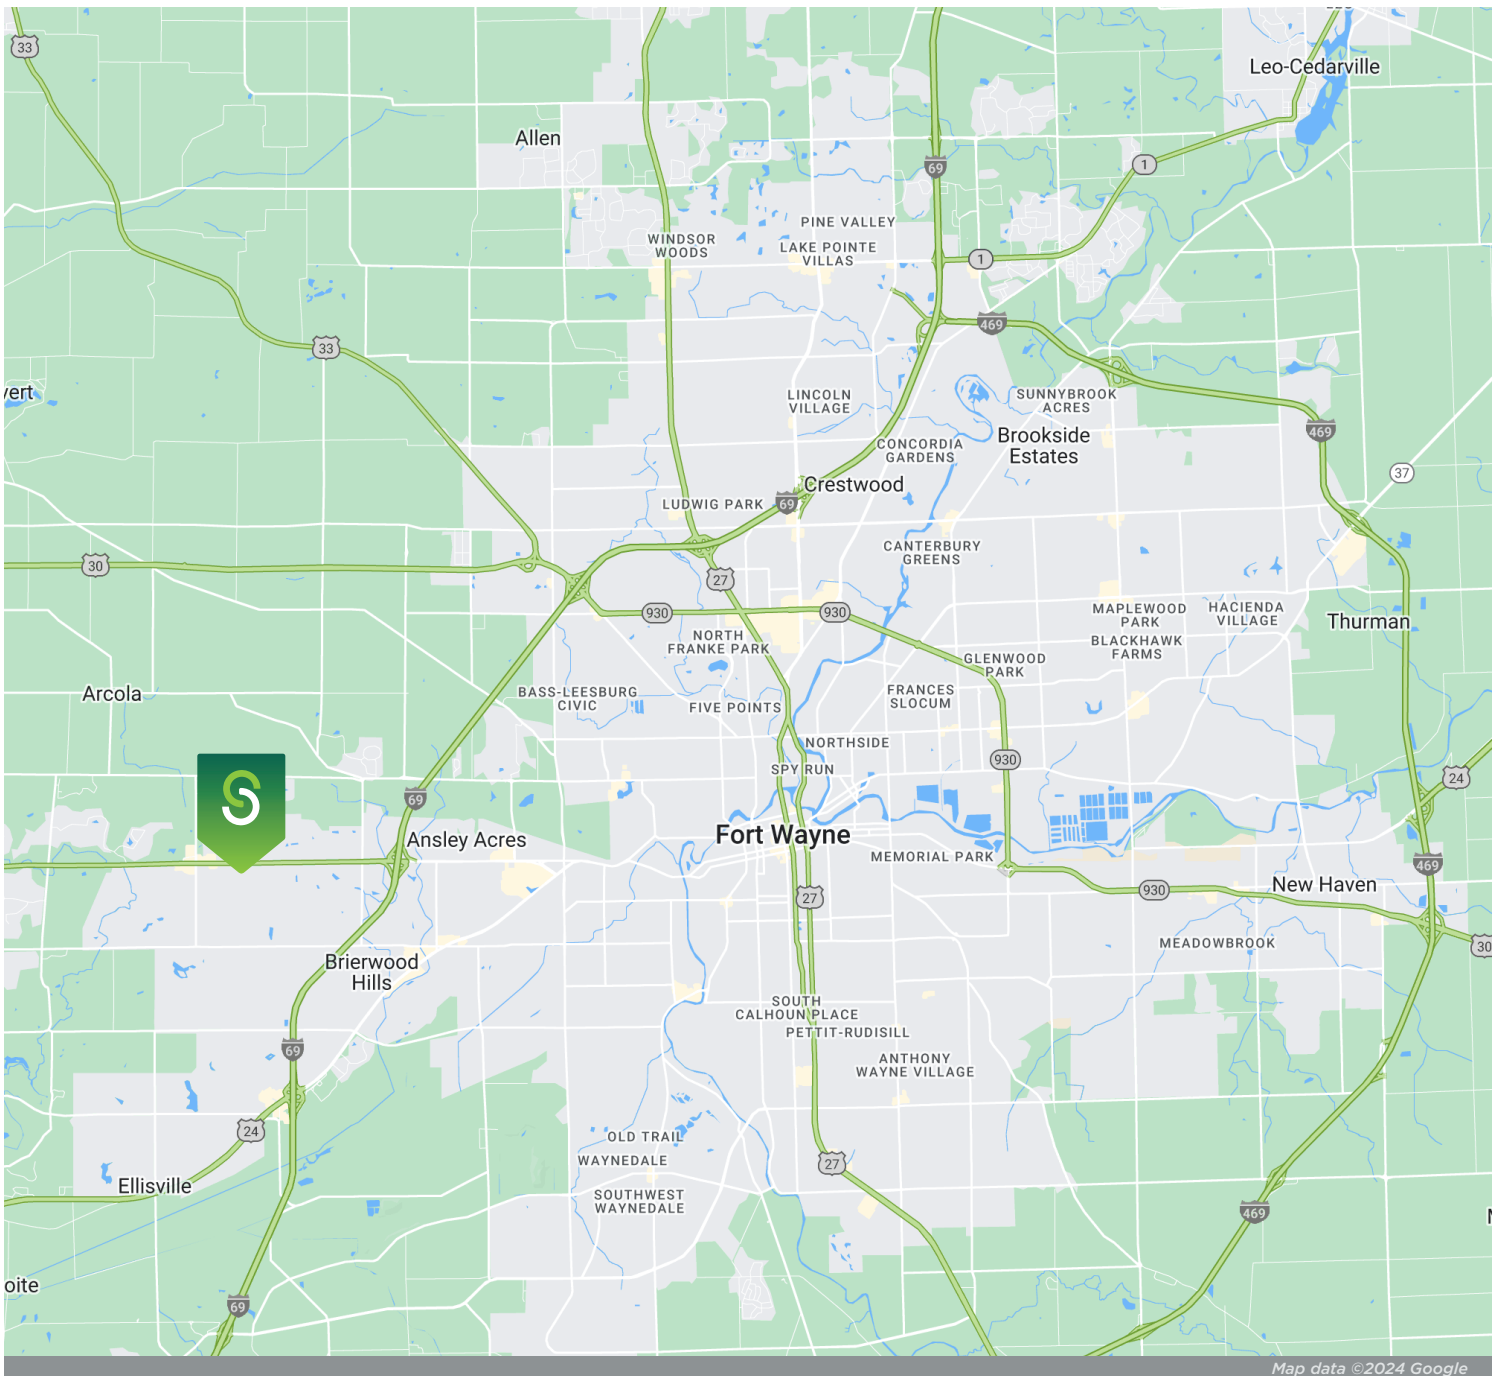 33
Leo-Cedarville
Allen
69
1
PINE VALLEY
WINDSOR
WOODS
LAKE POINTE
VILLAS
1
469
33
vert
LINCOLN
VILLAGE
SUNNYBROOK
ACRES
469
Brookside
Estates
CONCORDIA
GARDENS
37
Crestwood
LUDWIG PARK
69
CANTERBURY
GREENS
30
27
930
930
MAPLEWOOD
PARK
HACIENDA
VILLAGE
Thurman
NORTH
FRANKE PARK
BLACKHAWK
FARMS
GLENWOOD
PARK
Arcola
BASS-LEESBURG
CIVIC
FIVE POINTS
FRANCES
SLOCUM
NORTHSIDE
930
SPY RUN
24
69
S
Ansley Acres
Fort Wayne
MEMORIAL PARK
469
930
New Haven
27
MEADOWBROOK
30
Brierwood
Hills
SOUTH
CALHOUN PLACE
PETTIT-RUDISILL
69
ANTHONY
WAYNE VILLAGE
24
OLD TRAIL
WAYNEDALE
27
Ellisville
SOUTHWEST
WAYNEDALE
469
oite
69
Map data ©2024 Google